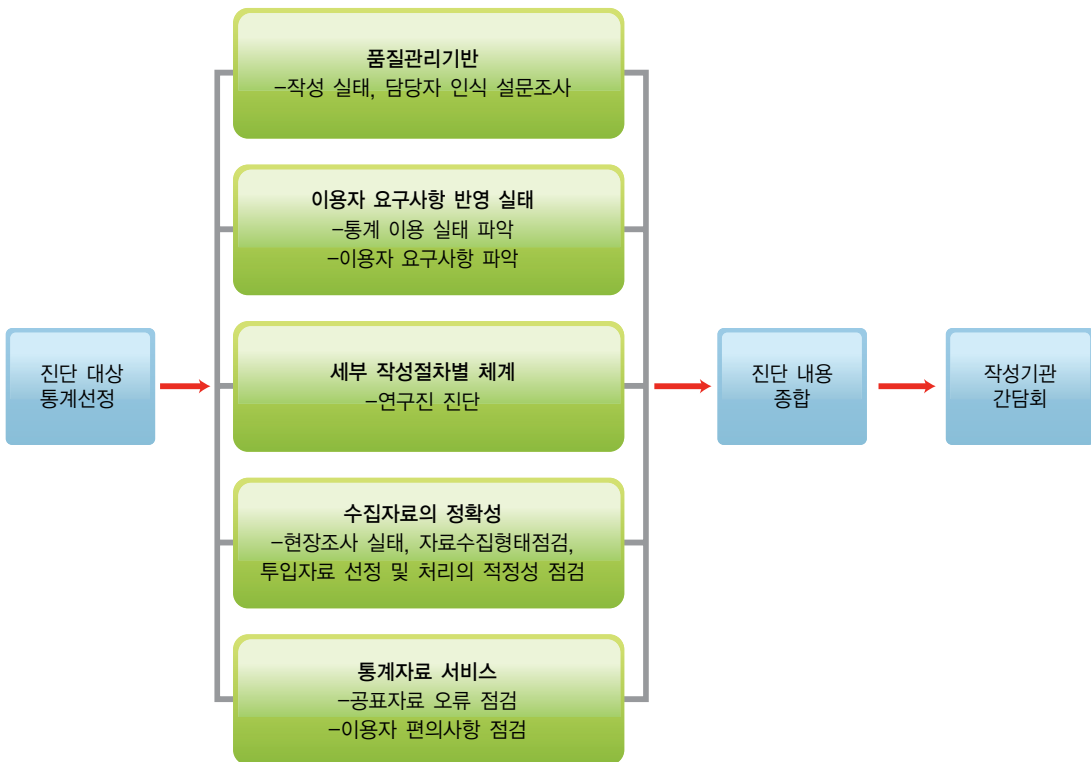 진단 대상
통계선정
품질관리기반
-작성 실태, 담당자 인식 설문조사
이용자 요구사항 반영 실태
-통계 이용 실태 파악
-이용자 요구사항 파악
세부 작성절차별 체계
-연구진 진단
수집자료의 정확성
-현장조사 실태, 자료수집형태점검,
투입자료 선정 및 처리의 적정성 점검
통계자료 서비스
-공표자료 오류 점검
-이용자 편의사항 점검
진단 내용
종합
작성기관
간담회